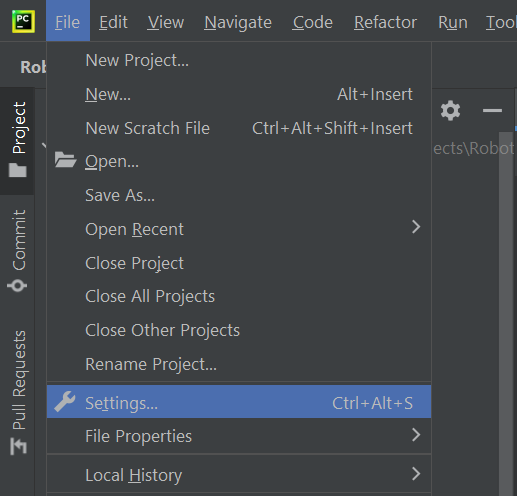 PC
File Edit View Navigate Code Refactor Run Tool
Rob
New Project...
New... Alt+Insert
New Scratch File Ctrl+Alt+Shift+Insert
Open...
ects\Robot
Save As...
Open Recent
Close Project
Close All Projects
Close Other Projects
Rename Project...
Settings... Ctrl+Alt+S
File Properties
Local History
Project
Commit
Pull Requests